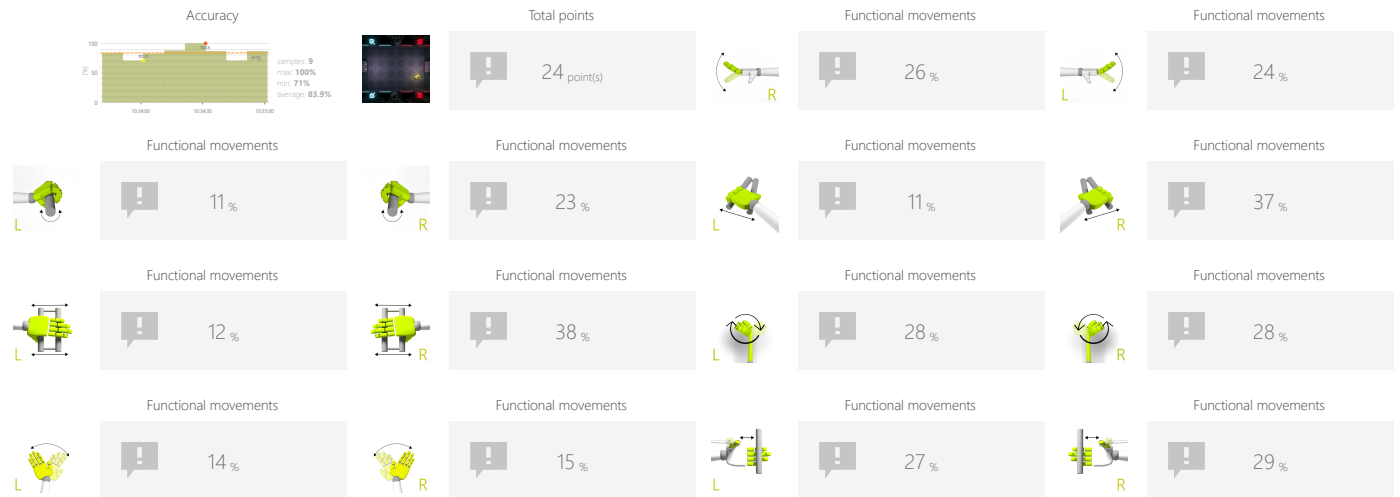 Accuracy
100
50
0
(%)
min
max
avg
10:34:00
10:34:30
10:35:00
samples: 9
max: 100%
min: 71%
average: 83.9%
Total points
24 point(s)
Functional movements
R
26 %
Functional movements
L
24 %
Functional movements
L
11 %
Functional movements
R
23 %
Functional movements
L
11 %
Functional movements
R
37 %
Functional movements
L
12 %
Functional movements
R
38 %
Functional movements
L
28 %
Functional movements
R
28 %
Functional movements
L
14 %
Functional movements
R
15 %
Functional movements
L
27 %
Functional movements
R
29 %